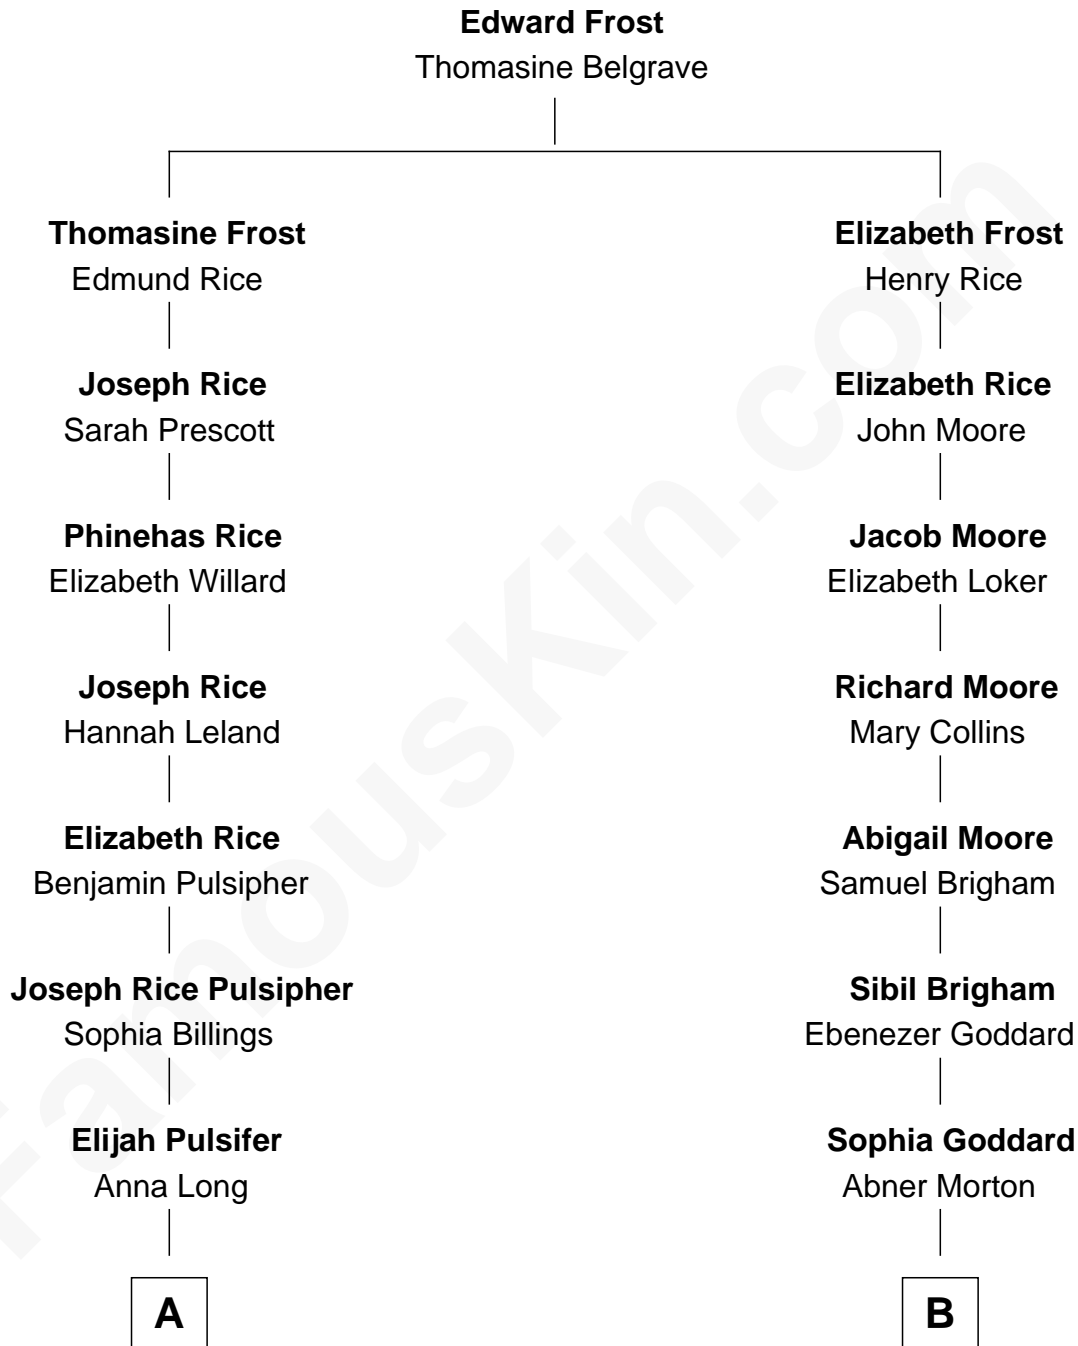 Edward Frost
Thomasine Belgrave
Thomasine Frost
Edmund Rice
Elizabeth Frost
Henry Rice
Joseph Rice
Sarah Prescott
Elizabeth Rice
John Moore
Phinehas Rice
Elizabeth Willard
Jacob Moore
Elizabeth Loker
Joseph Rice
Hannah Leland
Richard Moore
Mary Collins
Elizabeth Rice
Benjamin Pulsipher
Abigail Moore
Samuel Brigham
Joseph Rice Pulsipher
Sophia Billings
Sibil Brigham
Ebenezer Goddard
Elijah Pulsifer
Anna Long
Sophia Goddard
Abner Morton
A
B
FamousKin.com